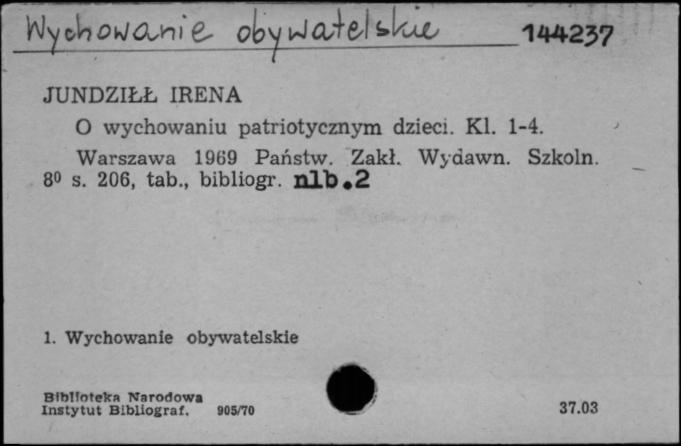 Wychowanie obywatelskie 144237
JUNDZIŁŁ IRENA
O wychowaniu patriotycznym dzieci. Kl. 1-4.
Warszawa 1969 Państw. Zakł. Wydawn. Szkoln.
8⁰ s. 206, tab., bibliogr. nlb.2
1. Wychowanie obywatelskie
Biblioteka Narodowa
Instytut Bibliograf. 905/70 37.03